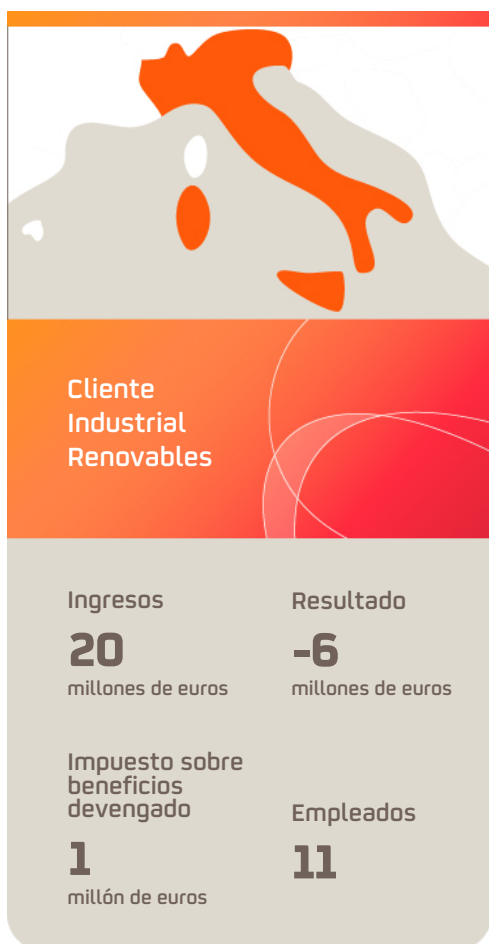 Cliente
Industrial
Renovables
Ingresos
20
millones de euros
Resultado
-6
millones de euros
Impuesto sobre
beneficios
devengado
1
millón de euros
Empleados
11